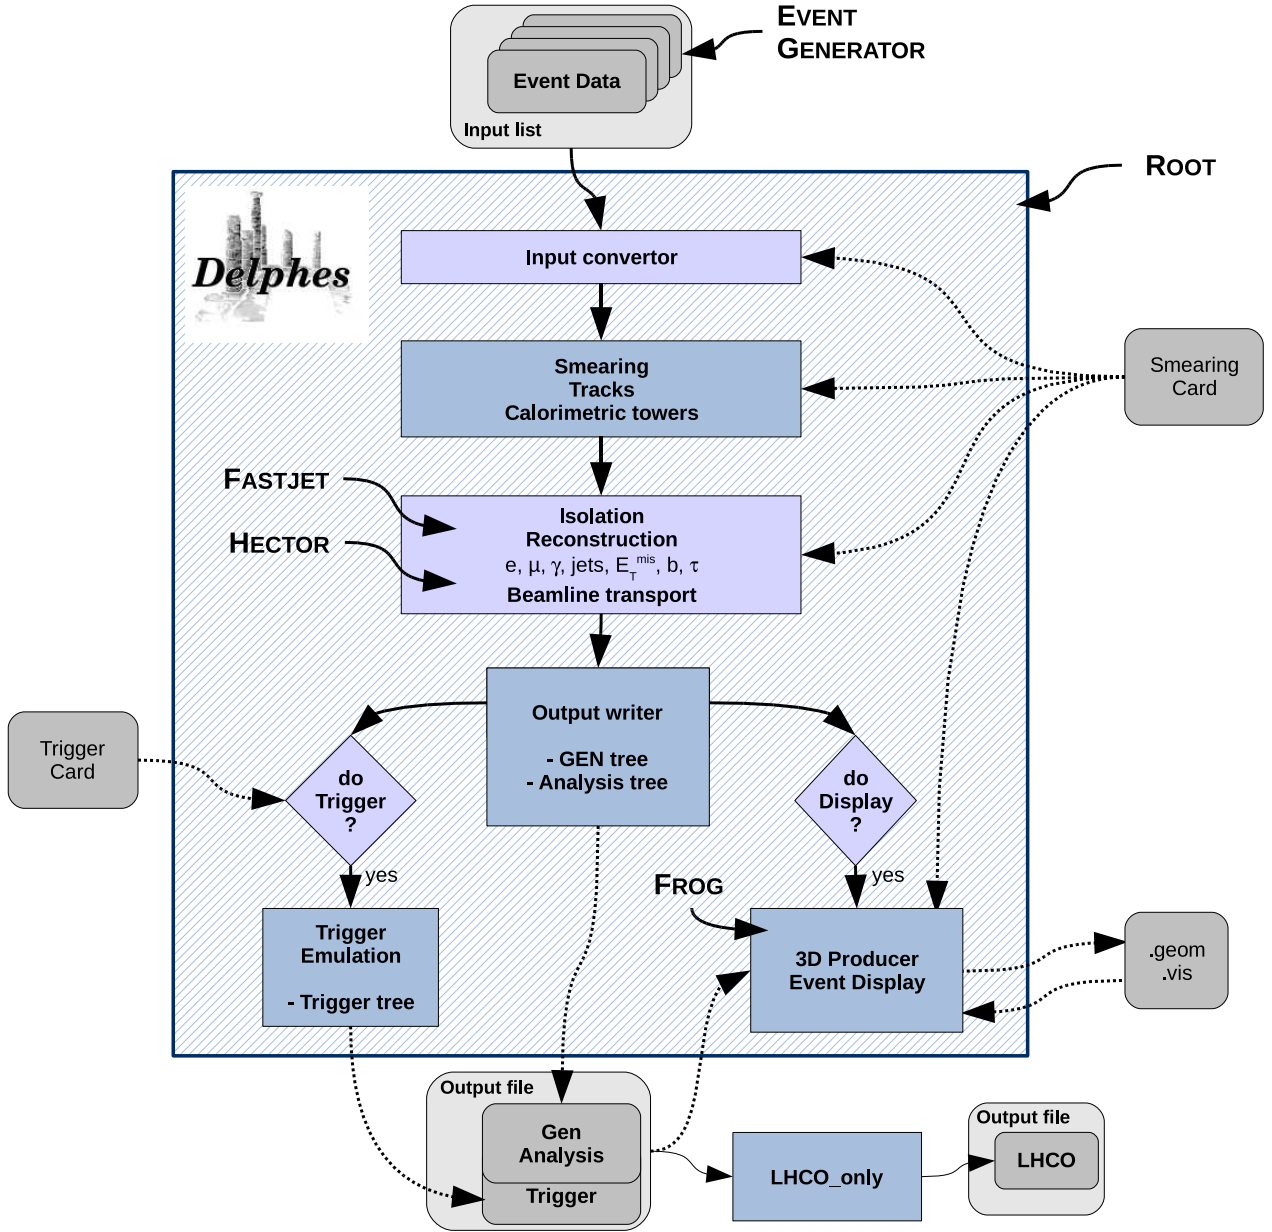 EVENT
GENERATOR
Event Data
Input list
ROOT
Delphes
Input convertor
Smearing
Tracks
Calorimetric towers
Smearing
Card
FASTJET
HECTOR
Isolation
Reconstruction
e, μ, γ, jets, E_T^mis, b, τ
Beamline transport
Output writer
- GEN tree
- Analysis tree
Trigger
Card
do
Trigger
?
do
Display
?
yes
yes
FROG
Trigger
Emulation
- Trigger tree
3D Producer
Event Display
.geom
.vis
Output file
Gen
Analysis
Trigger
LHCO_only
Output file
LHCO